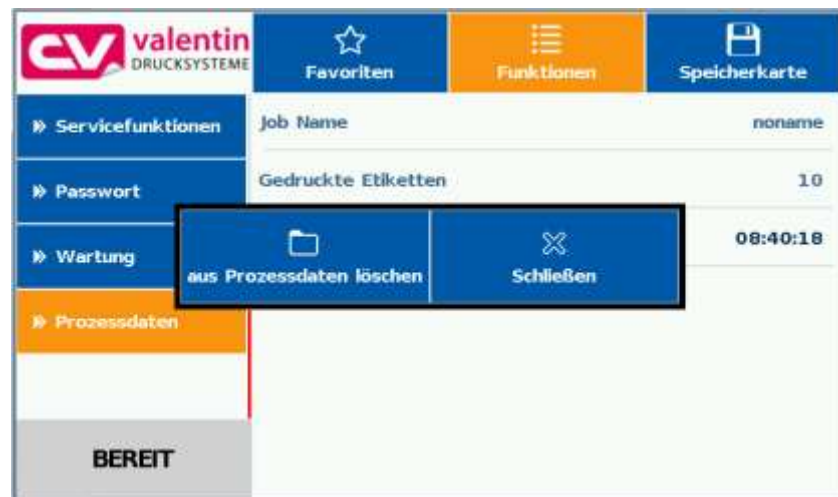 valentin
DRUCKSYSTEME
Favoriten
Funktionen
Speicherkarte
» Servicefunktionen
Job Name
noname
» Passwort
Gedruckte Etiketten
10
» Wartung
aus Prozessdaten löschen
Schließen
08:40:18
» Prozessdaten
BEREIT